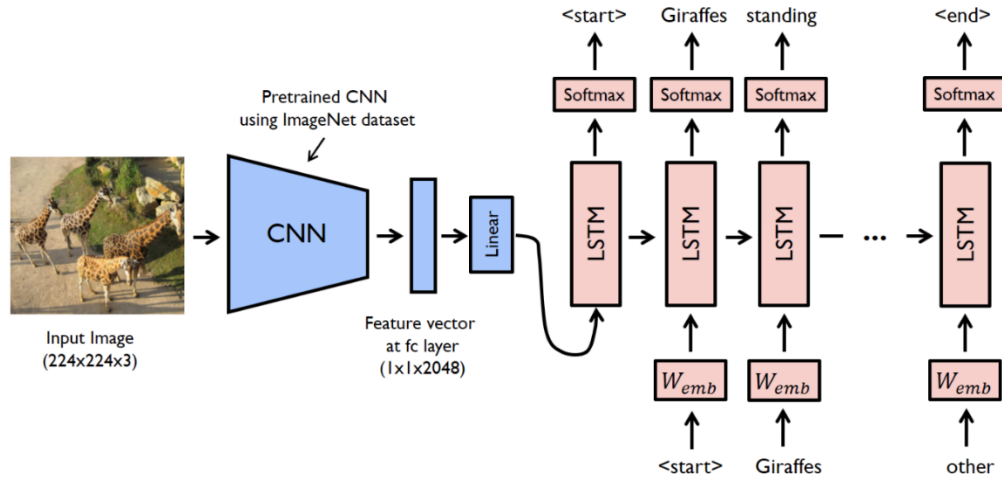 <start>
Giraffes
standing
<end>
Softmax
Softmax
Softmax
Softmax
Pretrained CNN
using ImageNet dataset
CNN
Linear
LSTM
LSTM
LSTM
...
LSTM
Input Image
(224x224x3)
Feature vector
at fc layer
(1x1x2048)
W_emb
W_emb
W_emb
<start>
Giraffes
other